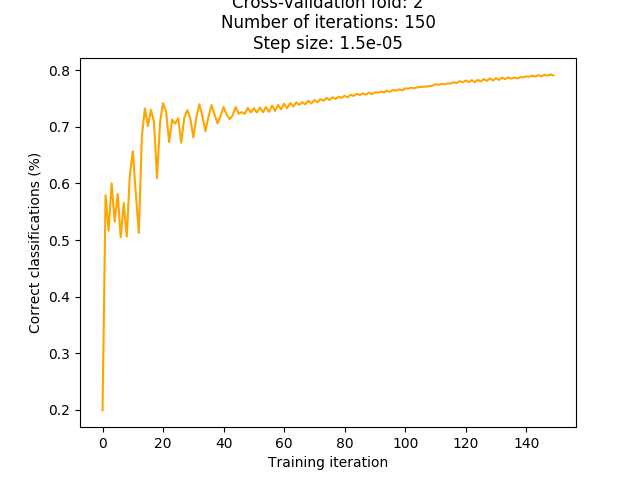 Cross-validation fold: 2
Number of iterations: 150
Step size: 1.5e-05
0.8
0.7
0.6
0.5
0.4
0.3
0.2
Correct classifications (%)
0 20 40 60 80 100 120 140
Training iteration